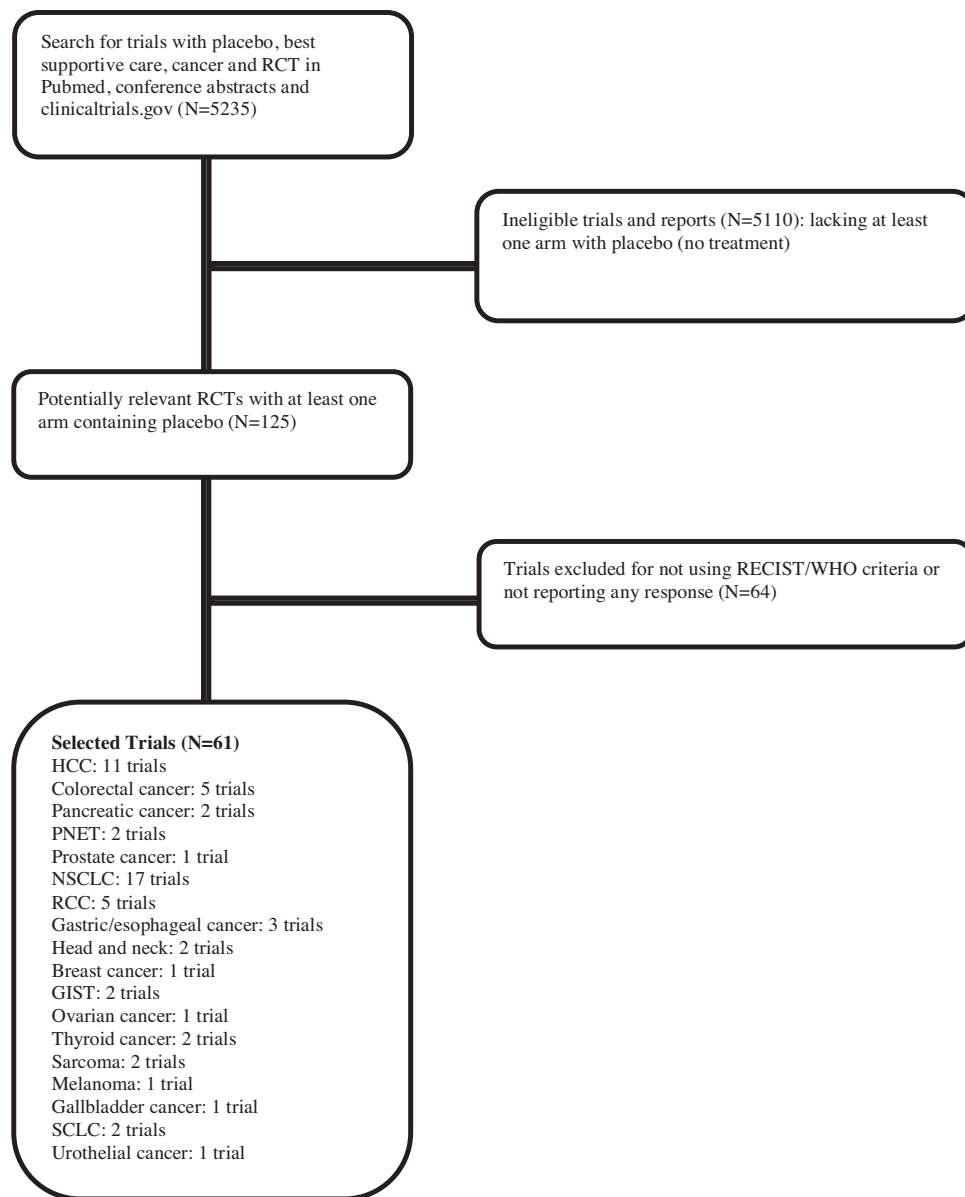 Search for trials with placebo, best
supportive care, cancer and RCT in
Pubmed, conference abstracts and
clinicaltrials.gov (N=5235)
Ineligible trials and reports (N=5110): lacking at least
one arm with placebo (no treatment)
Potentially relevant RCTs with at least one
arm containing placebo (N=125)
Trials excluded for not using RECIST/WHO criteria or
not reporting any response (N=64)
Selected Trials (N=61)
HCC: 11 trials
Colorectal cancer: 5 trials
Pancreatic cancer: 2 trials
PNET: 2 trials
Prostate cancer: 1 trial
NSCLC: 17 trials
RCC: 5 trials
Gastric/esophageal cancer: 3 trials
Head and neck: 2 trials
Breast cancer: 1 trial
GIST: 2 trials
Ovarian cancer: 1 trial
Thyroid cancer: 2 trials
Sarcoma: 2 trials
Melanoma: 1 trial
Gallbladder cancer: 1 trial
SCLC: 2 trials
Urothelial cancer: 1 trial